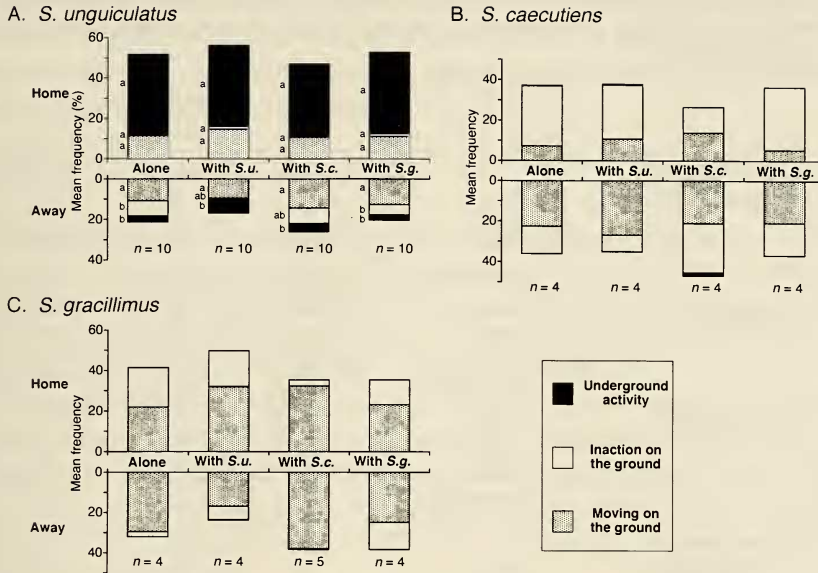 A. S. unguiculatus
60
40
20
0
Home
Mean frequency (%)
a
a
a
a
a
a
a
a
a
a
Alone
With S.u.
With S.c.
With S.g.
0
20
40
Away
a
b
b
a
ab
b
a
ab
b
a
b
b
n = 10
n = 10
n = 10
n = 10
B. S. caecutiens
40
20
0
Mean frequency
Alone
With S.u.
With S.c.
With S.g.
0
20
40
n = 4
n = 4
n = 4
n = 4
C. S. gracillimus
60
40
20
0
Home
Mean frequency
Alone
With S.u.
With S.c.
With S.g.
0
20
40
Away
n = 4
n = 4
n = 5
n = 4
Underground
activity
Inaction on
the ground
Moving on
the ground